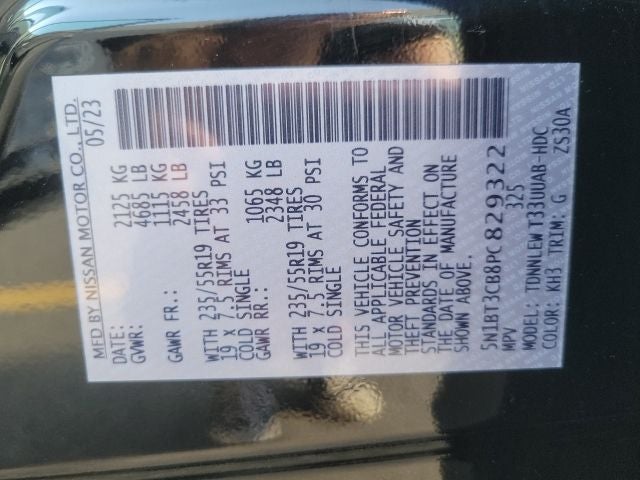 MFD BY NISSAN MOTOR CO., LTD.
DATE: 05/23
GVWR: 2125 KG
4685 LB
GAWR FR.: 1115 KG
2458 LB
WITH 235/55R19 TIRES
19 x 7.5 RIMS AT 33 PSI
COLD SINGLE
GAWR RR.: 1065 KG
2348 LB
WITH 235/55R19 TIRES
19 x 7.5 RIMS AT 30 PSI
COLD SINGLE
THIS VEHICLE CONFORMS TO
ALL APPLICABLE FEDERAL
MOTOR VEHICLE SAFETY AND
THEFT PREVENTION
STANDARDS IN EFFECT ON
THE DATE OF MANUFACTURE
SHOWN ABOVE.
5N1BT3CB8PC829322
MPV 325
MODEL: TDNNLEWT33UUAB-HDC
COLOR: KH3 TRIM: G ZS30A